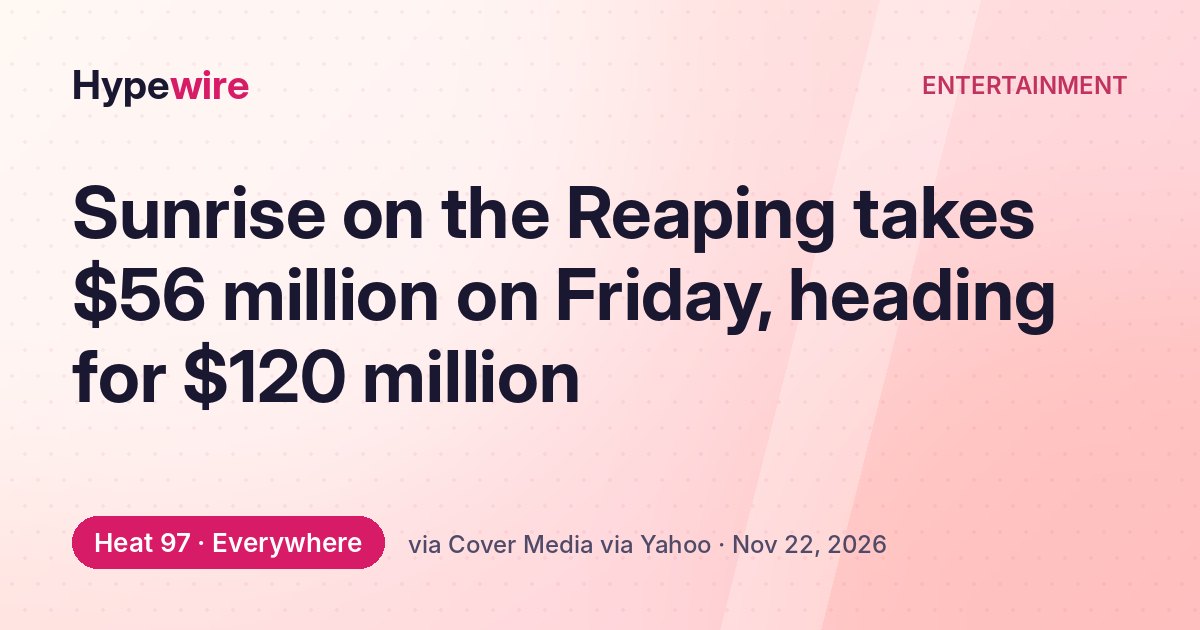 Hypewire
ENTERTAINMENT
Sunrise on the Reaping takes
$56 million on Friday, heading
for $120 million
Heat 97 · Everywhere
via Cover Media via Yahoo · Nov 22, 2026